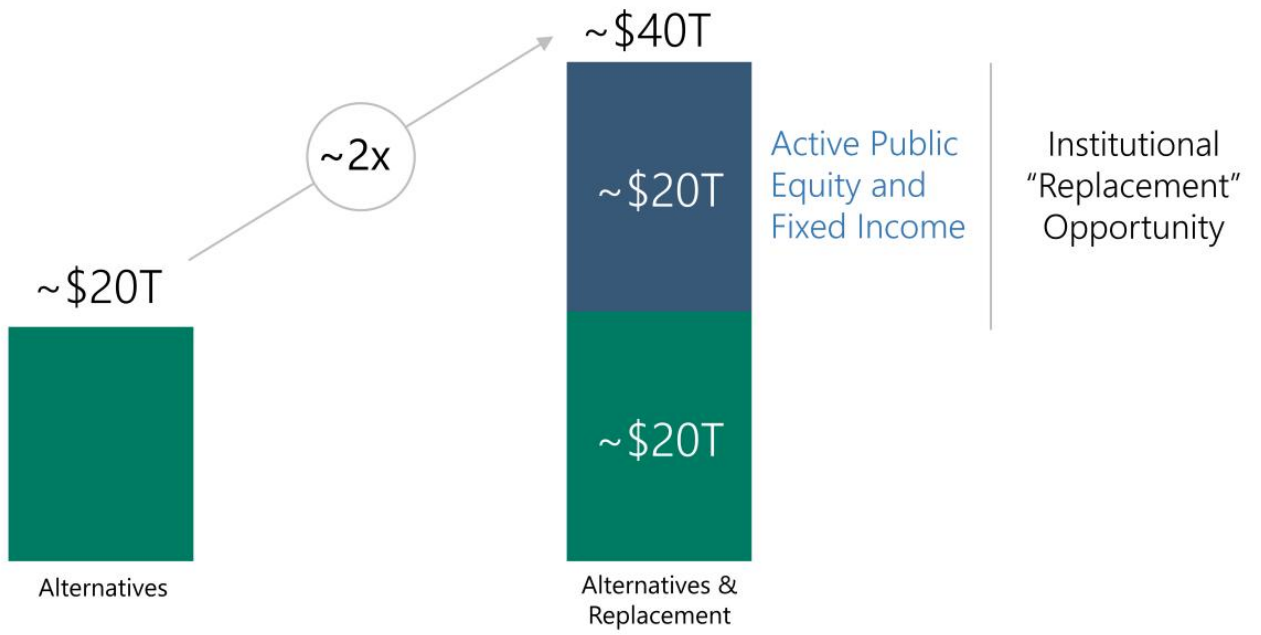 ~$40T
~2x
Active Public
Equity and
Fixed Income
Institutional
“Replacement”
Opportunity
~$20T
~$20T
~$20T
Alternatives
Alternatives &
Replacement